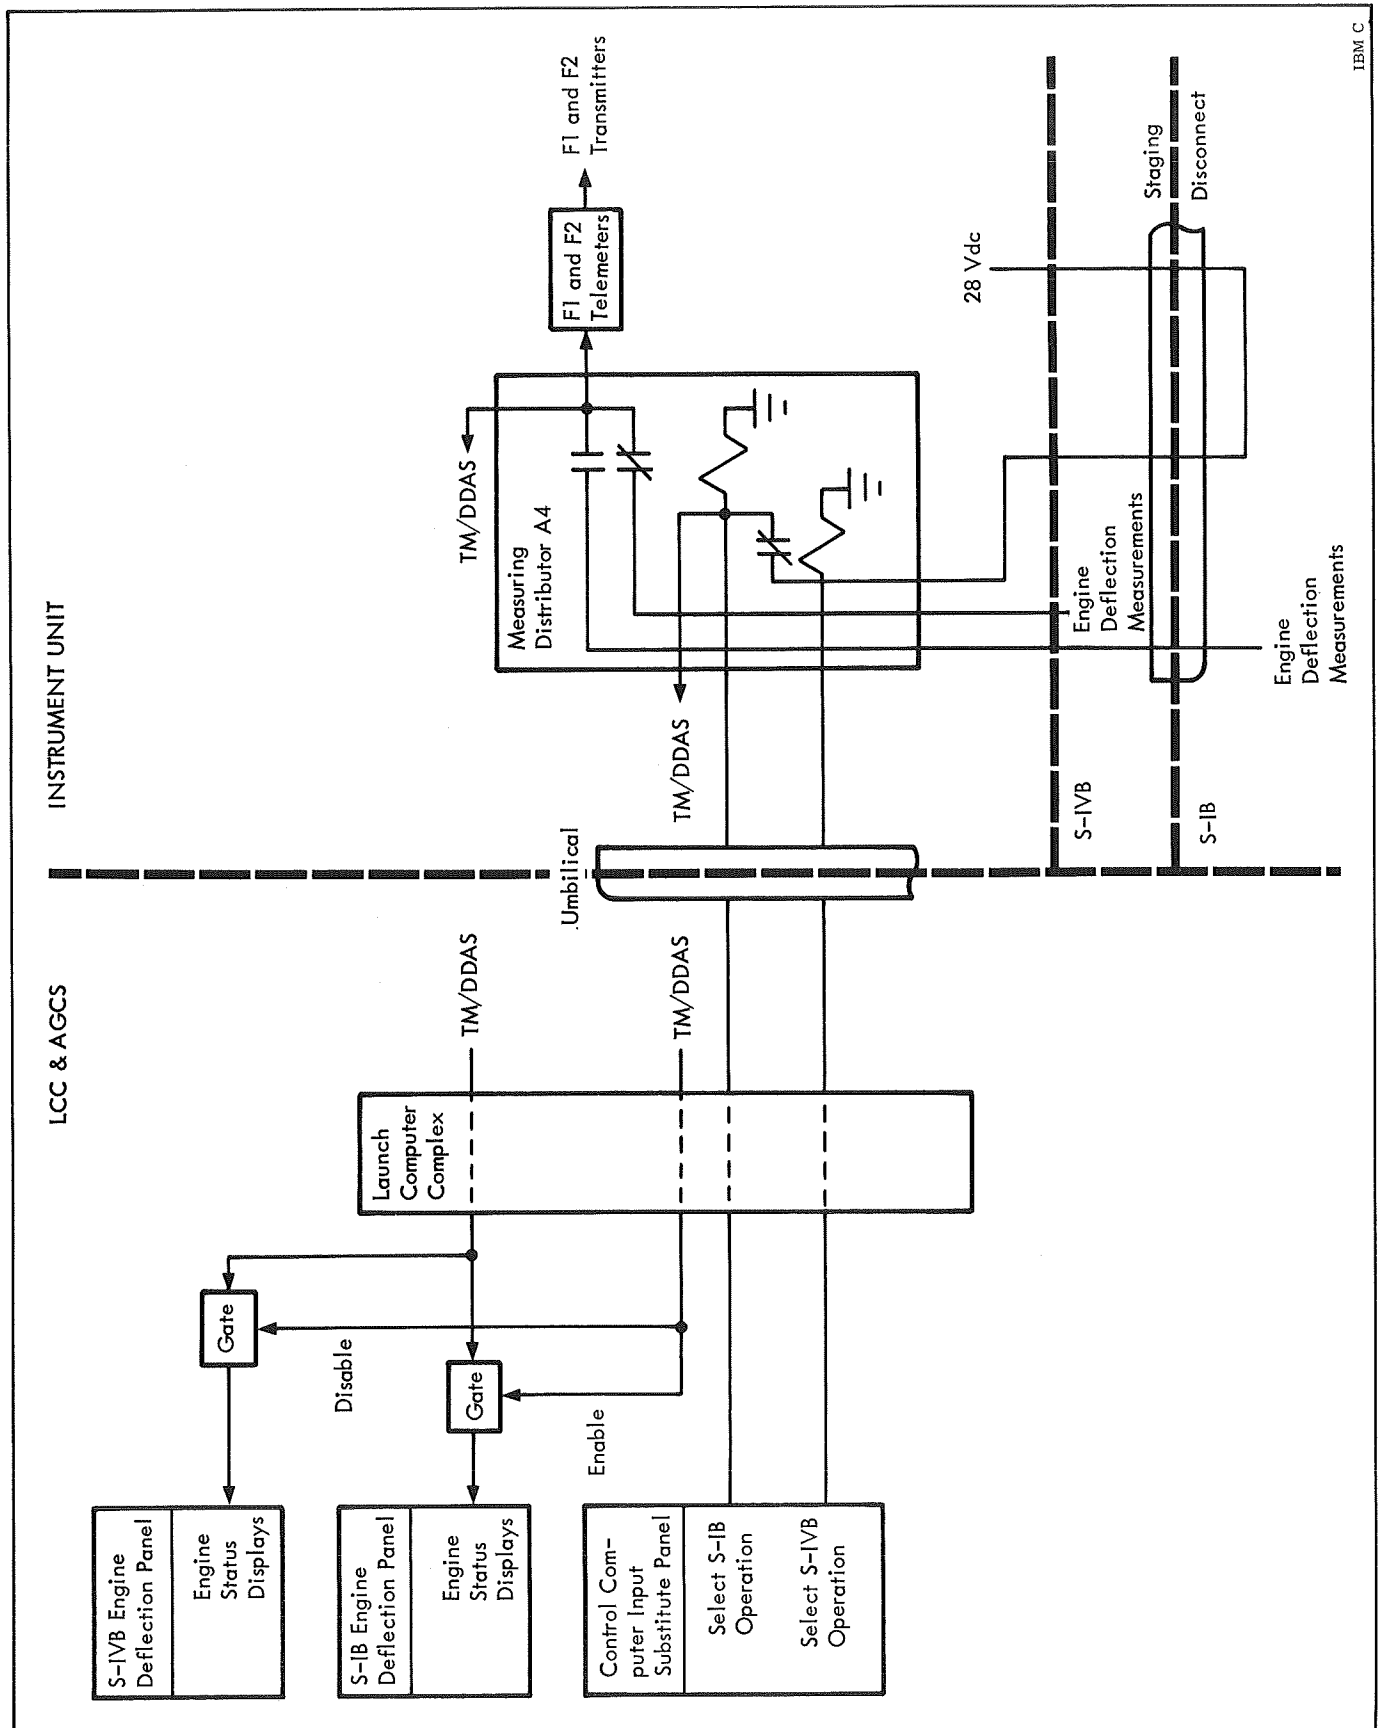 LCC & AGCS
INSTRUMENT UNIT
S-IVB Engine
Deflection Panel
Engine
Status
Displays
Gate
Disable
S-IB Engine
Deflection Panel
Engine
Status
Displays
Gate
Enable
Control Com-
puter Input
Substitute Panel
Select S-IB
Operation
Select S-IVB
Operation
Launch
Computer
Complex
TM/DDAS
TM/DDAS
Umbilical
TM/DDAS
TM/DDAS
Measuring
Distributor A4
F1 and F2
Telemeters
F1 and F2
Transmitters
28 Vdc
S-IVB
S-IB
Engine
Deflection
Measurements
Engine
Deflection
Measurements
Staging
Disconnect
IBM C